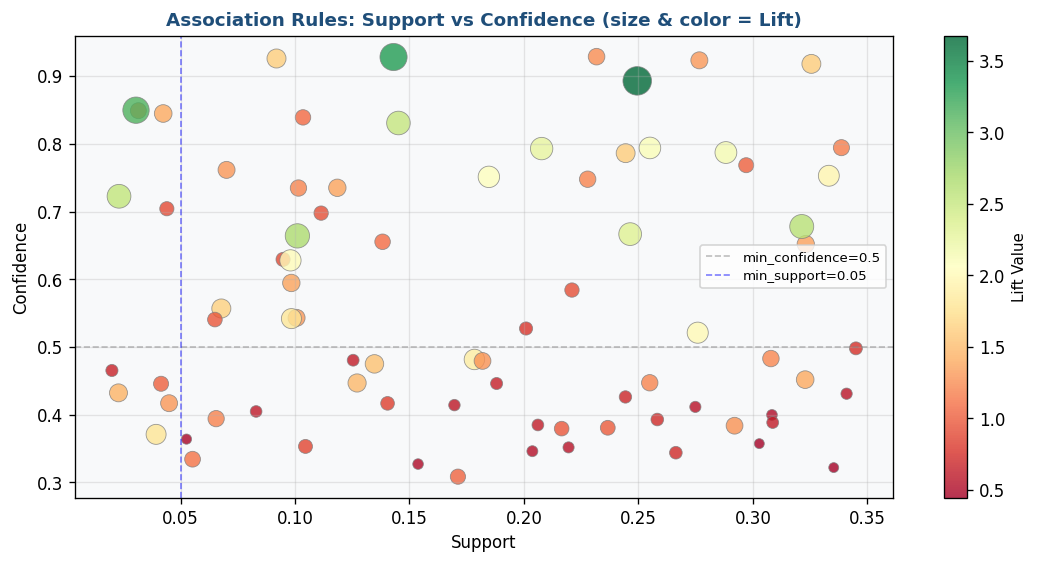 Association Rules: Support vs Confidence (size & color = Lift)
Confidence
0.9
0.8
0.7
0.6
0.5
0.4
0.3
min_confidence=0.5
min_support=0.05
0.05 0.10 0.15 0.20 0.25 0.30 0.35
Support
3.5
3.0
2.5
2.0
1.5
1.0
0.5
Lift Value